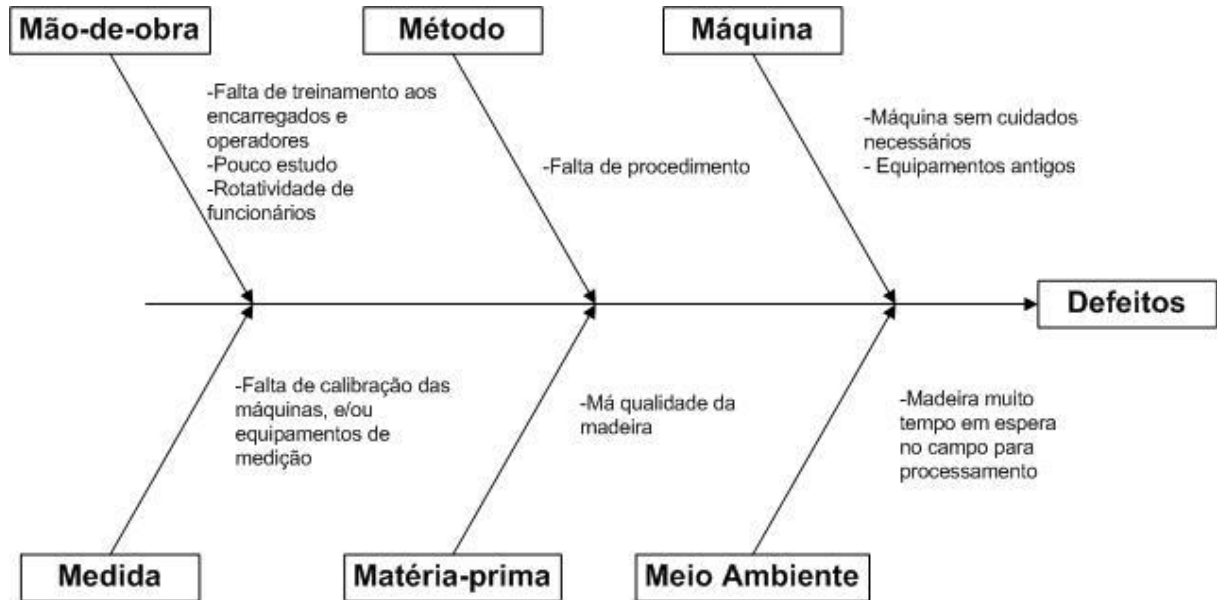 Mão-de-obra
Método
Máquina
-Falta de treinamento aos
encarregados e
operadores
-Pouco estudo
-Rotatividade de
funcionários
-Falta de procedimento
-Máquina sem cuidados
necessários
- Equipamentos antigos
Defeitos
-Falta de calibração das
máquinas, e/ou
equipamentos de
medição
-Má qualidade da
madeira
-Madeira muito
tempo em espera
no campo para
processamento
Medida
Matéria-prima
Meio Ambiente